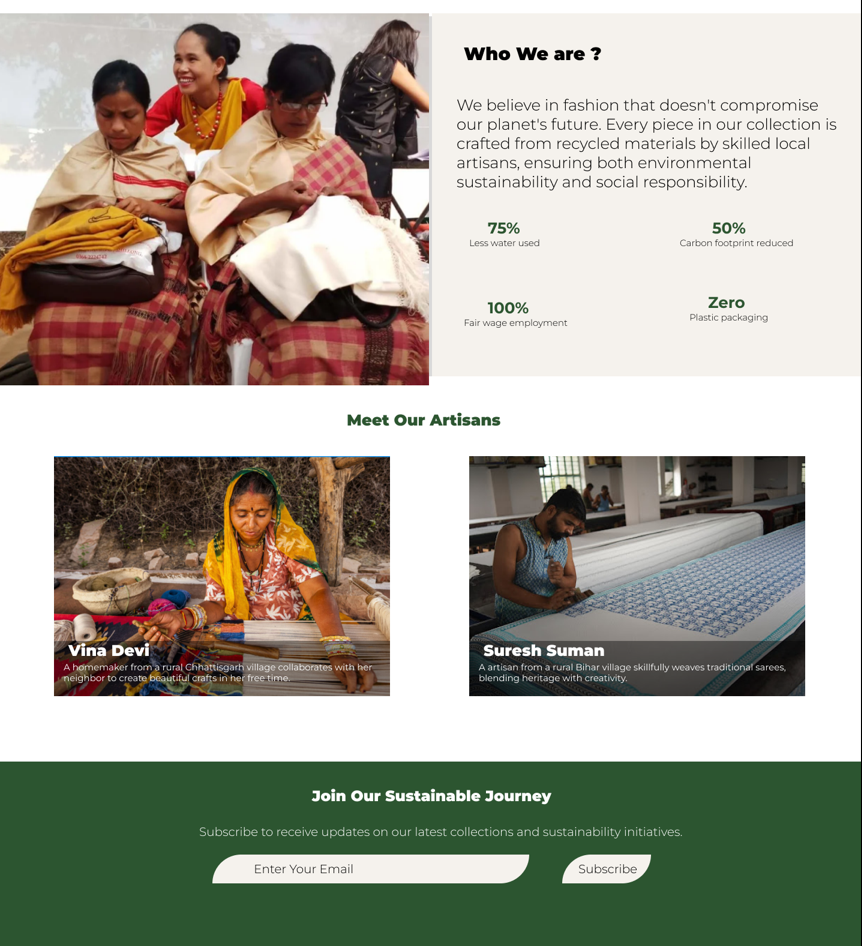 Who We are ?
We believe in fashion that doesn't compromise
our planet's future. Every piece in our collection is
crafted from recycled materials by skilled local
artisans, ensuring both environmental
sustainability and social responsibility.
75%
Less water used
50%
Carbon footprint reduced
100%
Fair wage employment
Zero
Plastic packaging
Meet Our Artisans
Vina Devi
A homemaker from a rural Chhattisgarh village collaborates with her
neighbor to create beautiful crafts in her free time.
Suresh Suman
A artisan from a rural Bihar village skillfully weaves traditional sarees,
blending heritage with creativity.
Join Our Sustainable Journey
Subscribe to receive updates on our latest collections and sustainability initiatives.
Enter Your Email
Subscribe